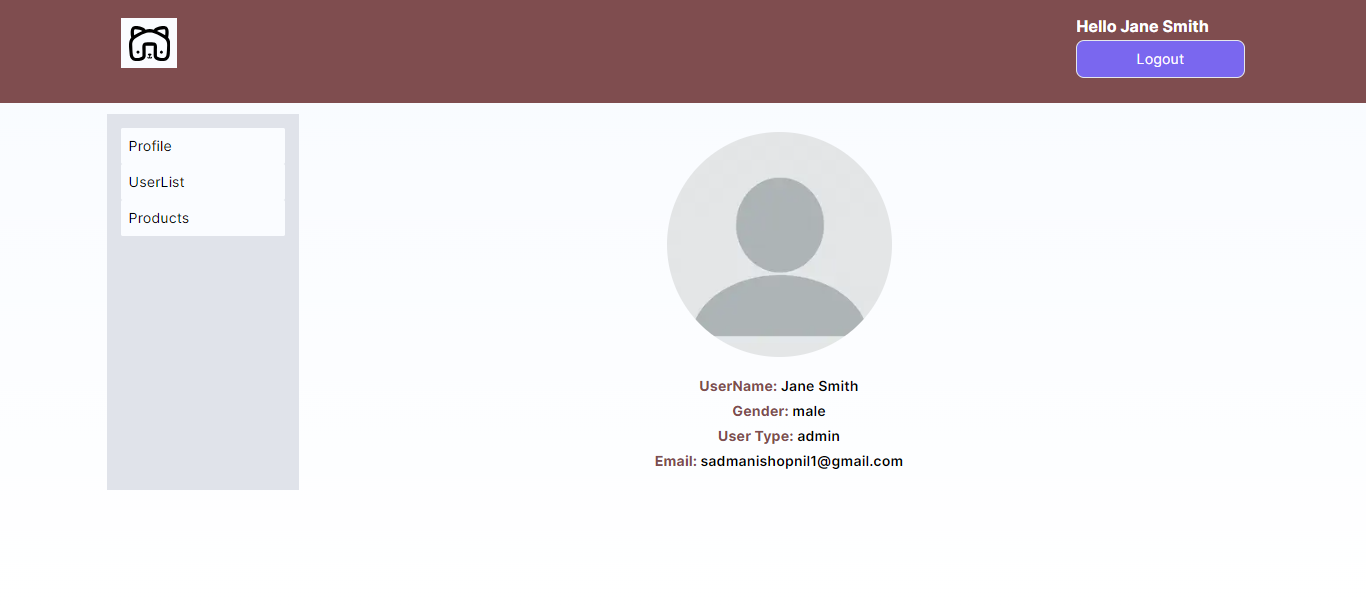 Hello Jane Smith
Logout
Profile
UserList
Products
UserName: Jane Smith
Gender: male
User Type: admin
Email: sadmanishopnil1@gmail.com